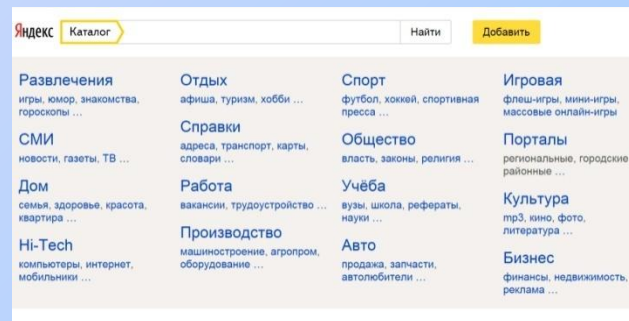 Яндекс Каталог Найти Добавить
Развлечения
игры, юмор, знакомства,
гороскопы ...
СМИ
новости, газеты, ТВ ...
Дом
семья, здоровье, красота,
квартира ...
Hi-Tech
компьютеры, интернет,
мобильники ...
Отдых
афиша, туризм, хобби ...
Справки
адреса, транспорт, карты,
словари ...
Работа
вакансии, трудоустройство ...
Производство
машиностроение, агропром,
оборудование ...
Спорт
футбол, хоккей, спортивная
пресса ...
Общество
власть, законы, религия ...
Учёба
вузы, школа, рефераты,
науки ...
Авто
продажа, запчасти,
автолюбители ...
Игровая
флеш-игры, мини-игры,
массовые онлайн-игры
Порталы
региональные, городские
районные ...
Культура
mp3, кино, фото,
литература ...
Бизнес
финансы, недвижимость,
реклама ...